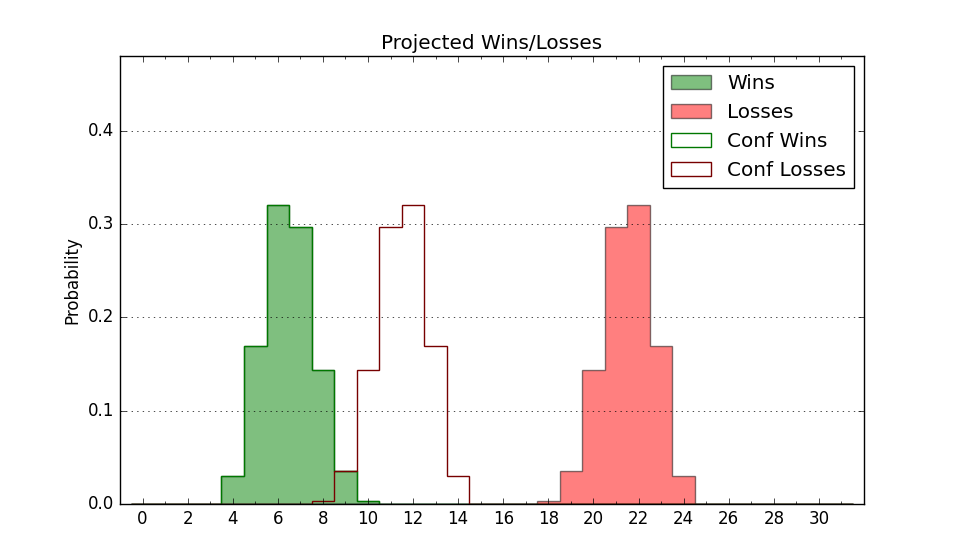 Projected Wins/Losses
Wins
Losses
Conf Wins
Conf Losses
Probability
0.4
0.3
0.2
0.1
0.0
0 2 4 6 8 10 12 14 16 18 20 22 24 26 28 30